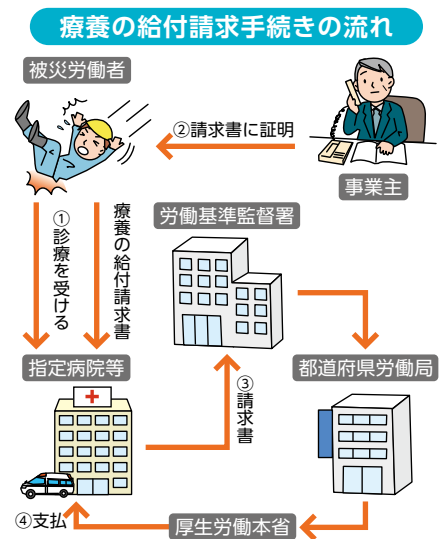 療養の給付請求手続きの流れ
被災労働者
②請求書に証明
事業主
①診療を受ける
療養の給付請求書
労働基準監督署
指定病院等
③請求書
都道府県労働局
④支払
厚生労働本省